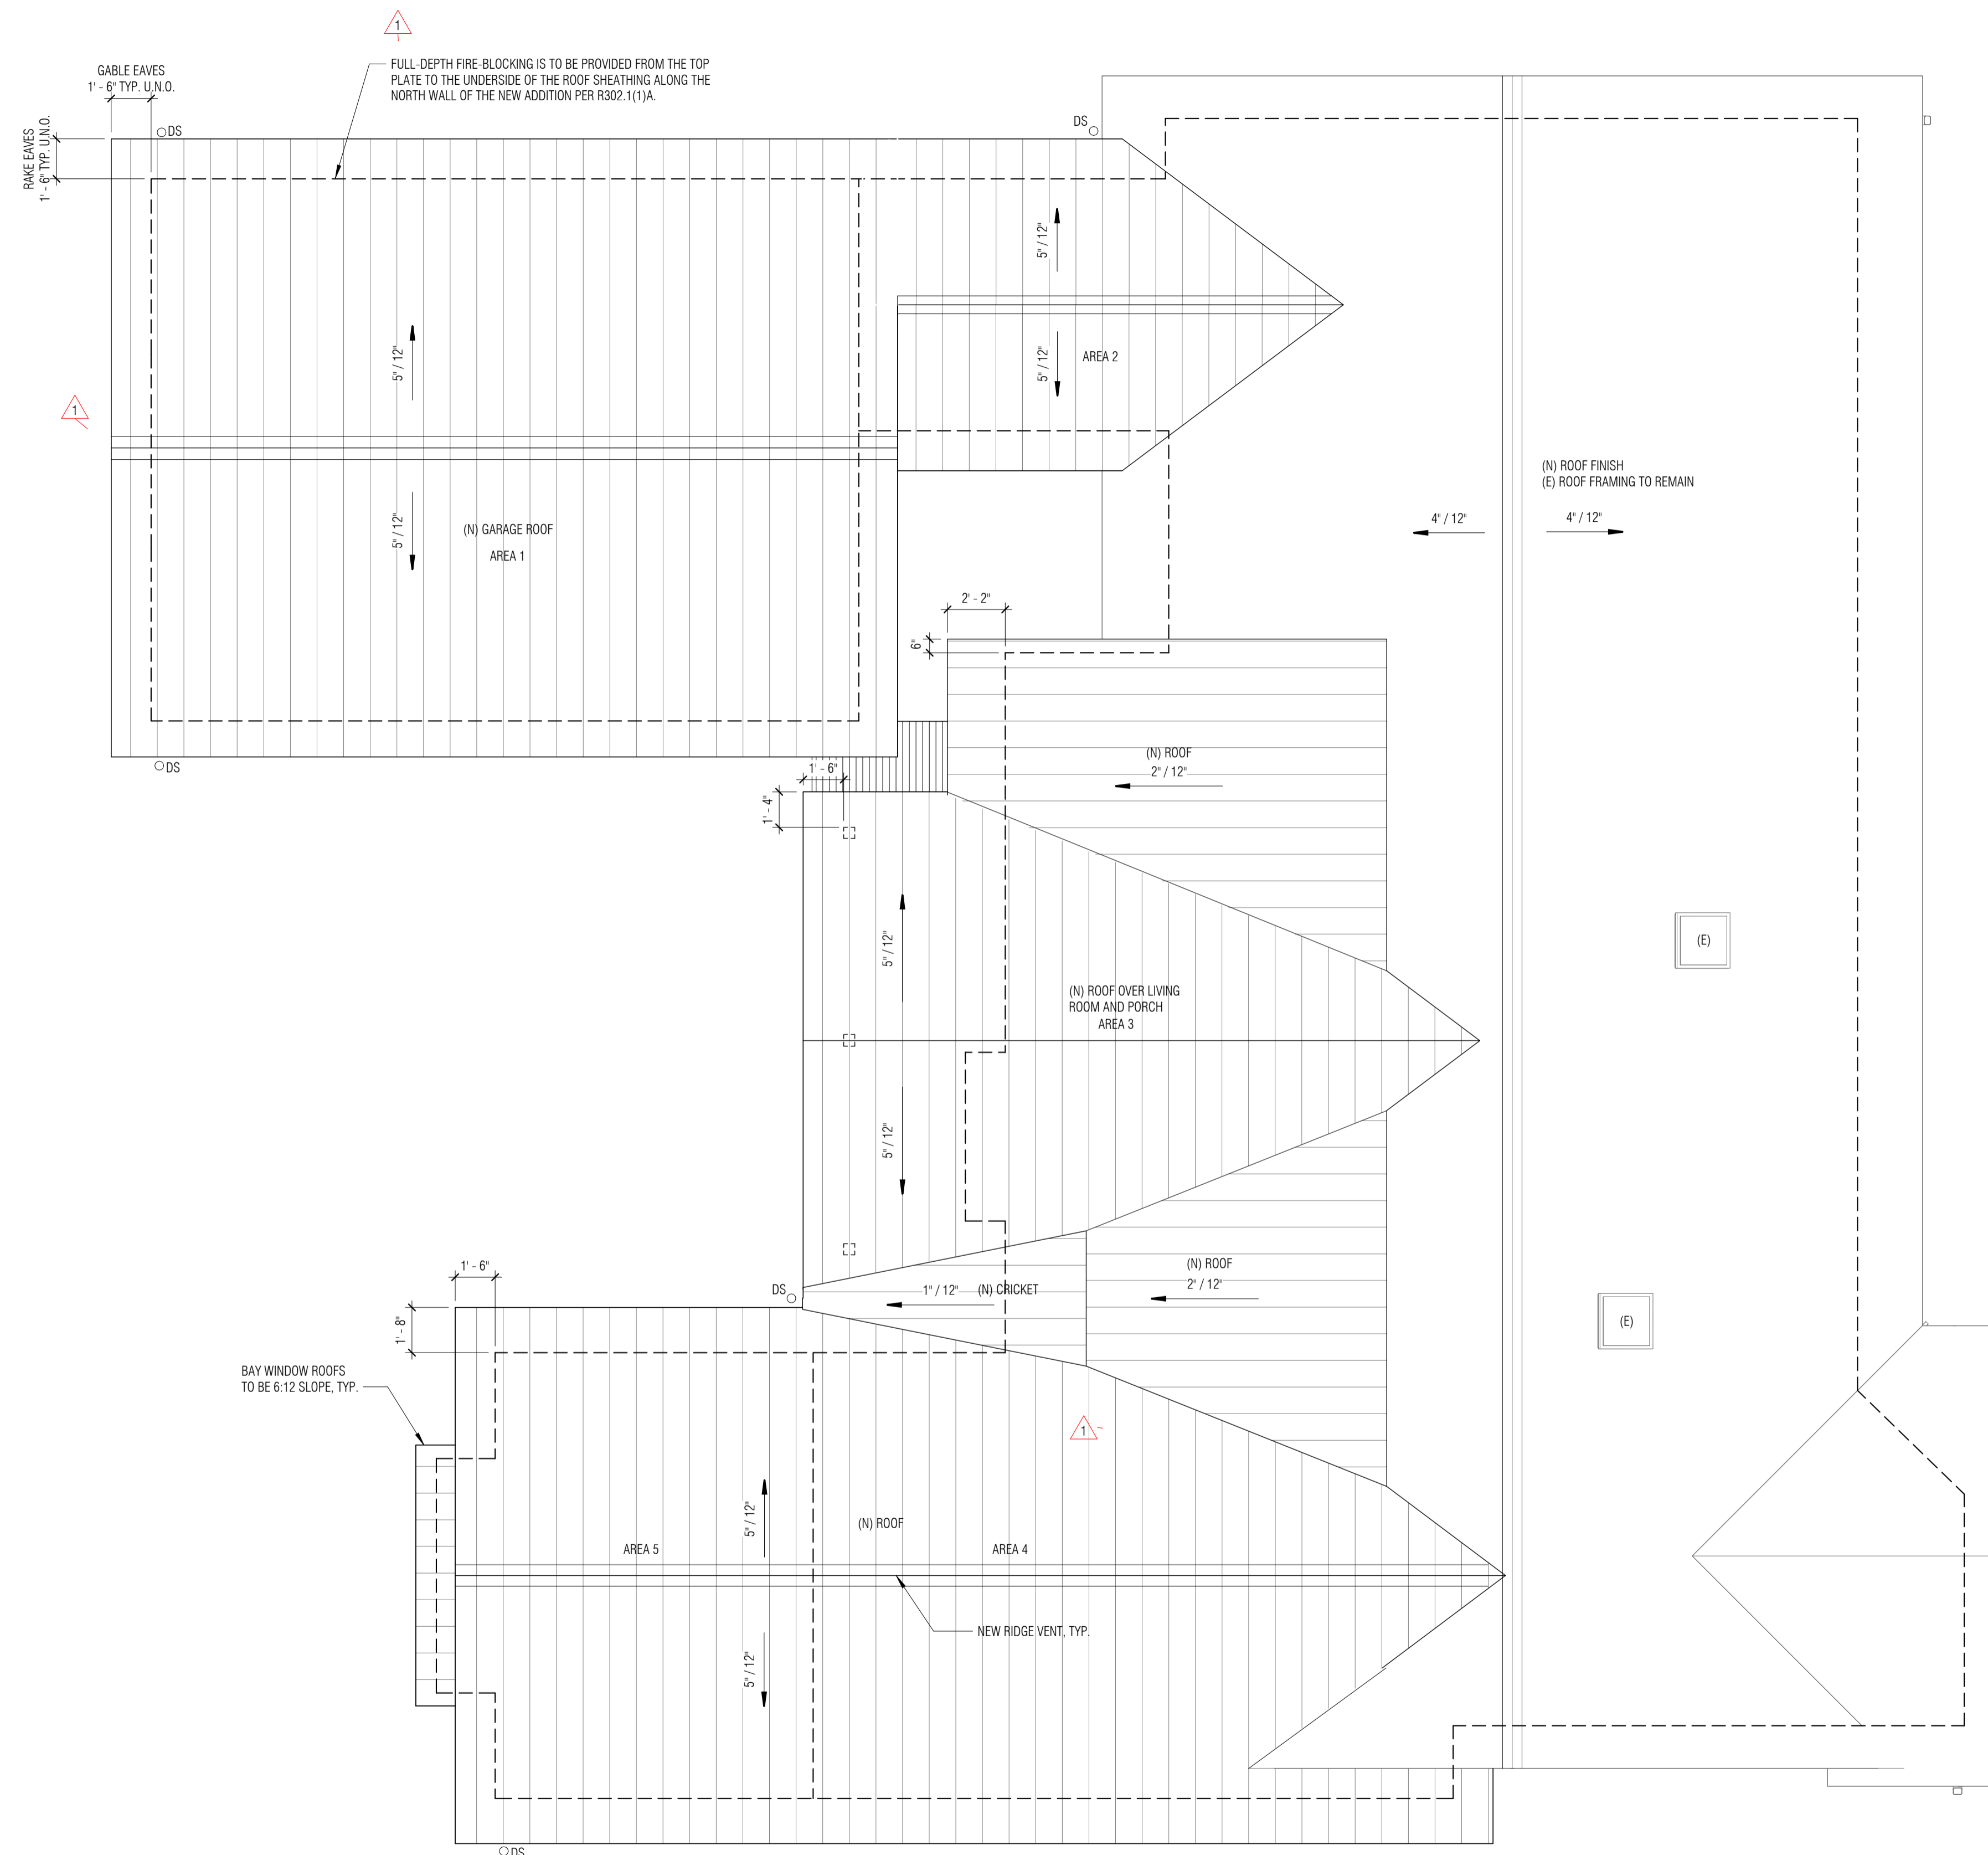 1
FULL-DEPTH FIRE-BLOCKING IS TO BE PROVIDED FROM THE TOP
PLATE TO THE UNDERSIDE OF THE ROOF SHEATHING ALONG THE
NORTH WALL OF THE NEW ADDITION PER R302.1(1)A.
GABLE EAVES
1' - 6" TYP. U.N.O.
RAKE EAVES
1' - 6" TYP. U.N.O.
DS
DS
5" / 12"
5" / 12"
AREA 2
5" / 12"
1
5" / 12"
(N) GARAGE ROOF
AREA 1
(N) ROOF FINISH
(E) ROOF FRAMING TO REMAIN
4" / 12"
4" / 12"
2' - 2"
6"
DS
1' - 6"
1' - 4"
(N) ROOF
2" / 12"
5" / 12"
(E)
(N) ROOF OVER LIVING
ROOM AND PORCH
AREA 3
5" / 12"
1' - 6"
DS
1" / 12"
(N) CRICKET
(N) ROOF
2" / 12"
1' - 8"
(E)
BAY WINDOW ROOFS
TO BE 6:12 SLOPE, TYP.
1
5" / 12"
(N) ROOF
AREA 5
AREA 4
NEW RIDGE VENT, TYP.
5" / 12"
DS